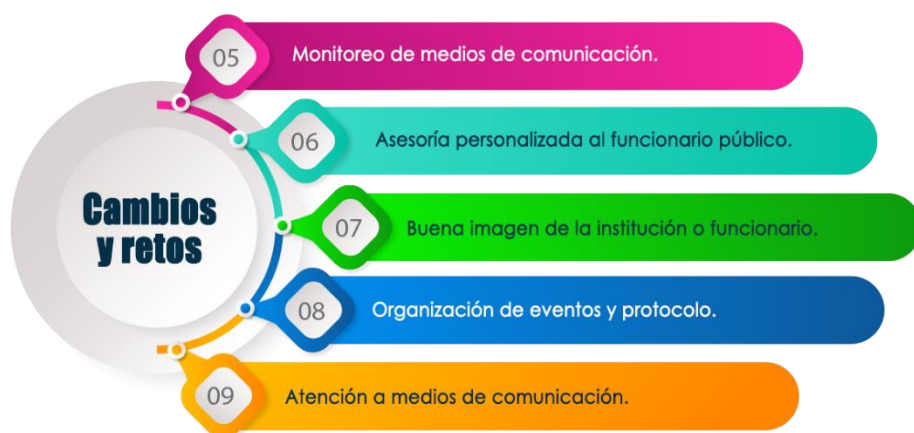 05
Monitoreo de medios de comunicación.
06
Asesoría personalizada al funcionario público.
Cambios
y retos
07
Buena imagen de la institución o funcionario.
08
Organización de eventos y protocolo.
09
Atención a medios de comunicación.